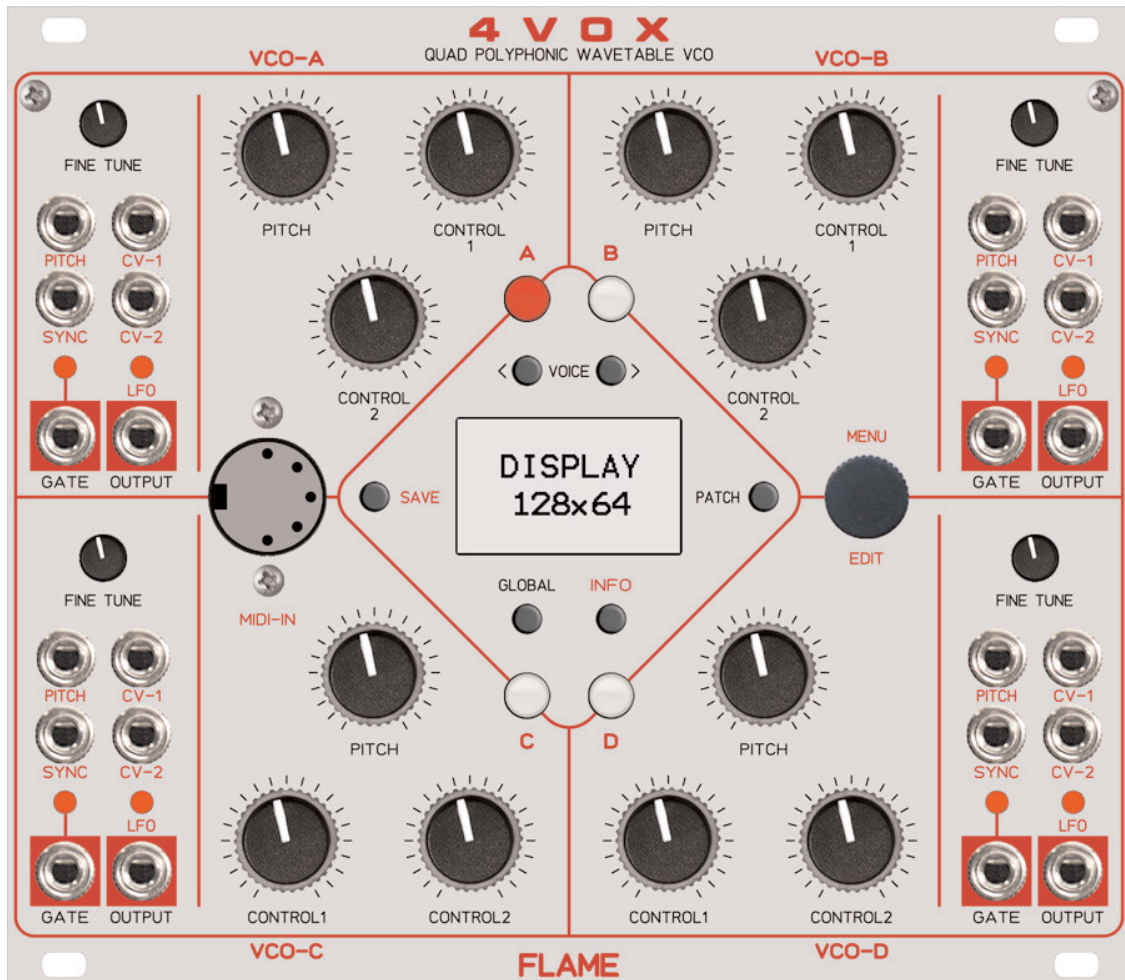 4 VOX
QUAD POLYPHONIC WAVETABLE VCO
VCO-A
VCO-B
FINE TUNE
PITCH
CONTROL
1
PITCH
CONTROL
1
FINE TUNE
PITCH
CV-1
A
B
PITCH
CV-1
SYNC
CV-2
SYNC
CV-2
< VOICE >
LFO
CONTROL
2
CONTROL
2
LFO
MENU
DISPLAY
128x64
GATE
OUTPUT
SAVE
PATCH
GATE
OUTPUT
EDIT
FINE TUNE
GLOBAL
INFO
FINE TUNE
MIDI-IN
PITCH
CV-1
PITCH
CV-1
C
D
PITCH
PITCH
SYNC
CV-2
SYNC
CV-2
LFO
LFO
GATE
OUTPUT
CONTROL1
CONTROL2
CONTROL1
CONTROL2
GATE
OUTPUT
VCO-C
VCO-D
FLAME